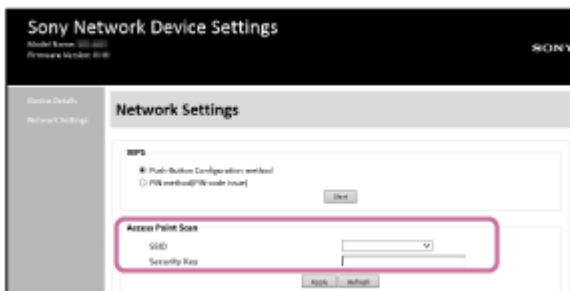 Sony Network Device Settings
Model Name:
Firmware Version:
SONY
Device Details
Network Settings
Network Settings
WPS
Push-Button Configuration method
PIN method(PIN-code issue)
Start
Access Point Scan
SSID
Security Key
Apply Refresh